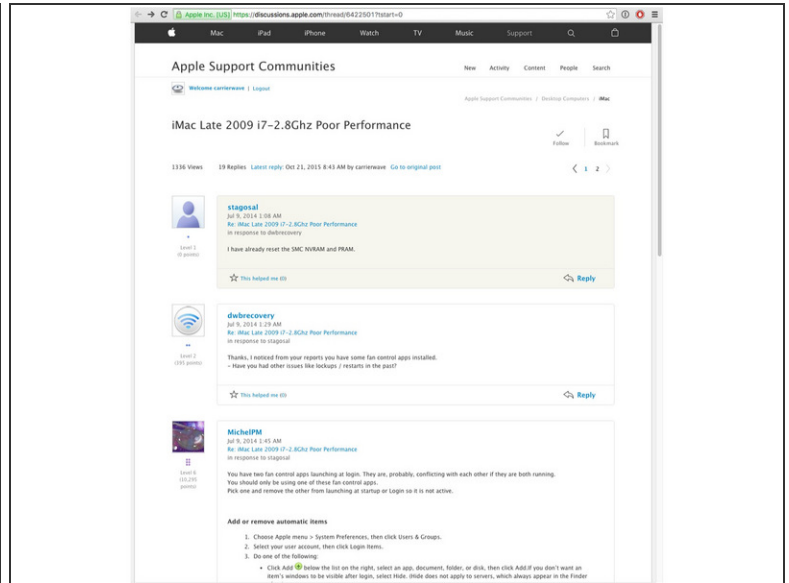 Apple Inc. [US] https://discussions.apple.com/thread/6422501?tstart=0
Mac iPad iPhone Watch TV Music Support
Apple Support Communities
New Activity Content People Search
Welcome carrierwave | Logout
Apple Support Communities / Desktop Computers / iMac
iMac Late 2009 i7-2.8Ghz Poor Performance
Follow Bookmark
1336 Views 19 Replies Latest reply: Oct 21, 2015 8:43 AM by carrierwave Go to original post
1 2
stagosal
Jul 9, 2014 1:08 AM
Re: iMac Late 2009 i7-2.8Ghz Poor Performance
in response to dwbrecovery
Level 1
(0 points)
I have already reset the SMC NVRAM and PRAM.
This helped me (0) Reply
dwbrecovery
Jul 9, 2014 1:29 AM
Re: iMac Late 2009 i7-2.8Ghz Poor Performance
in response to stagosal
Level 2
Thanks, I noticed from your reports you have some fan control apps installed.
- Have you had other issues like lockups / restarts in the past?
This helped me (0) Reply
MichelPM
Jul 9, 2014 1:45 AM
Re: iMac Late 2009 i7-2.8Ghz Poor Performance
in response to stagosal
Level 6
(10,295
points)
You have two fan control apps launching at login. They are, probably, conflicting with each other if they are both running.
You should only be using one of these fan control apps.
Pick one and remove the other from launching at startup or Login so it is not active.
Add or remove automatic items
1. Choose Apple menu > System Preferences, then click Users & Groups.
2. Select your user account, then click Login Items.
3. Do one of the following:
• Click Add below the list on the right, select an app, document, folder, or disk, then click Add.If you don't want an
item's windows to be visible after login, select Hide. (Hide does not apply to servers, which always appear in the Finder